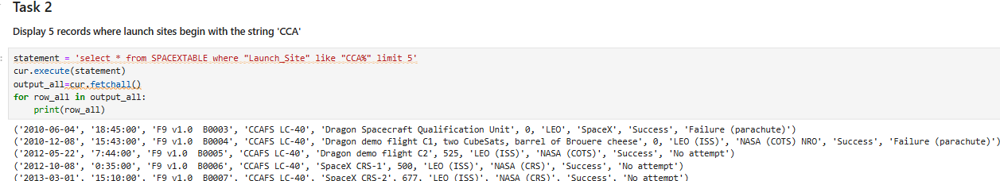 Task 2
Display 5 records where launch sites begin with the string 'CCA'
: statement = 'select * from SPACEXTABLE where "Launch_Site" like "CCA%" limit 5'
cur.execute(statement)
output_all=cur.fetchall()
for row_all in output_all:
    print(row_all)
('2010-06-04', '18:45:00', 'F9 v1.0  B0003', 'CCAFS LC-40', 'Dragon Spacecraft Qualification Unit', 0, 'LEO', 'SpaceX', 'Success', 'Failure (parachute)')
('2010-12-08', '15:43:00', 'F9 v1.0  B0004', 'CCAFS LC-40', 'Dragon demo flight C1, two CubeSats, barrel of Brouere cheese', 0, 'LEO (ISS)', 'NASA (COTS) NRO', 'Success', 'Failure (parachute)')
('2012-05-22', '7:44:00', 'F9 v1.0  B0005', 'CCAFS LC-40', 'Dragon demo flight C2', 525, 'LEO (ISS)', 'NASA (COTS)', 'Success', 'No attempt')
('2012-10-08', '0:35:00', 'F9 v1.0  B0006', 'CCAFS LC-40', 'SpaceX CRS-1', 500, 'LEO (ISS)', 'NASA (CRS)', 'Success', 'No attempt')
('2013-03-01', '15:10:00', 'F9 v1.0  B0007', 'CCAFS LC-40', 'SpaceX CRS-2', 677, 'LEO (ISS)', 'NASA (CRS)', 'Success', 'No attempt')